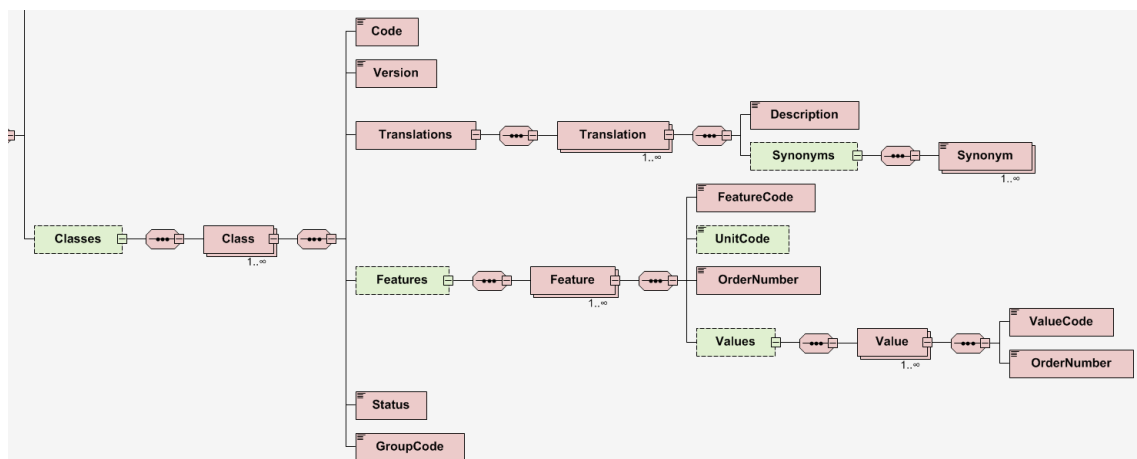 Code
Version
Translations
Translation
1..∞
Description
Synonyms
Synonym
1..∞
Classes
Class
1..∞
Features
Feature
1..∞
FeatureCode
UnitCode
OrderNumber
Values
Value
1..∞
ValueCode
OrderNumber
Status
GroupCode